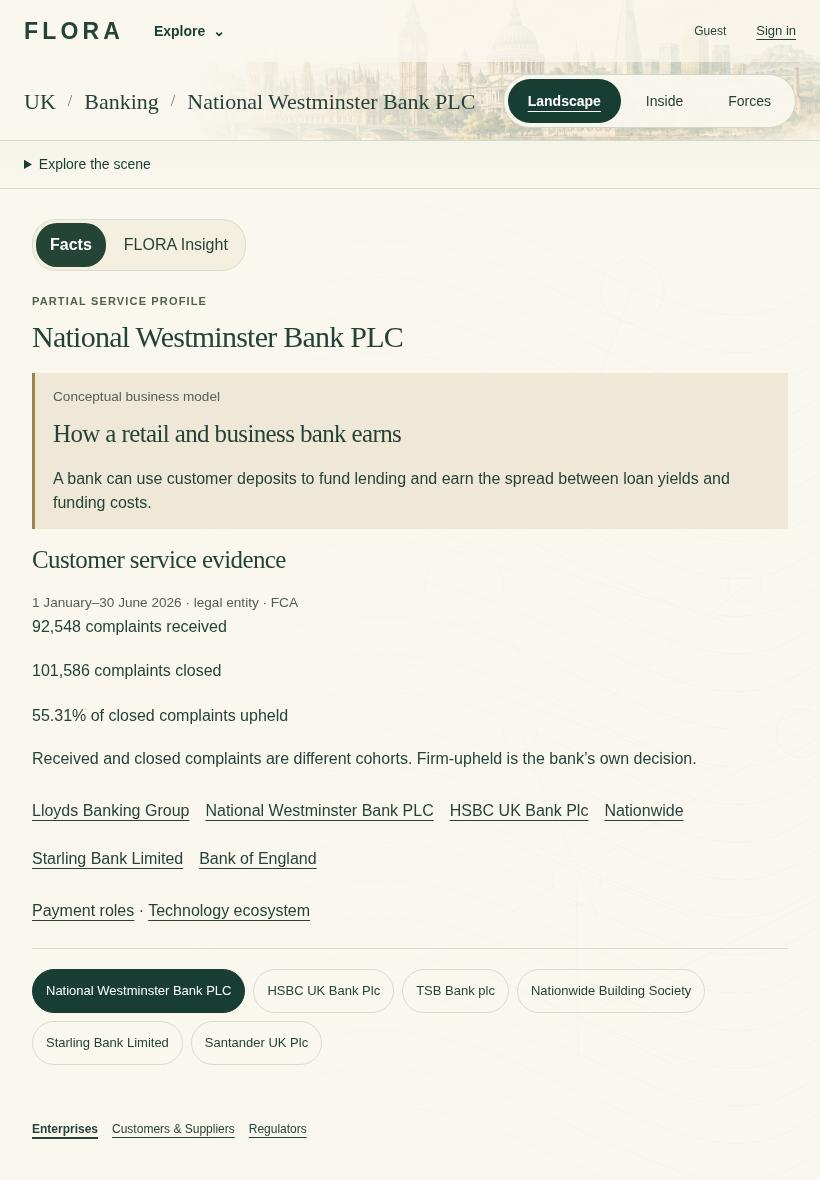 FLORA
Explore
Guest
Sign in
UK / Banking / National Westminster Bank PLC
Landscape
Inside
Forces
Explore the scene
Facts
FLORA Insight
PARTIAL SERVICE PROFILE
National Westminster Bank PLC
Conceptual business model
How a retail and business bank earns
A bank can use customer deposits to fund lending and earn the spread between loan yields and
funding costs.
Customer service evidence
1 January–30 June 2026 · legal entity · FCA
92,548 complaints received
101,586 complaints closed
55.31% of closed complaints upheld
Received and closed complaints are different cohorts. Firm-upheld is the bank’s own decision.
Lloyds Banking Group National Westminster Bank PLC HSBC UK Bank Plc Nationwide
Starling Bank Limited Bank of England
Payment roles · Technology ecosystem
National Westminster Bank PLC HSBC UK Bank Plc TSB Bank plc Nationwide Building Society
Starling Bank Limited Santander UK Plc
Enterprises Customers & Suppliers Regulators